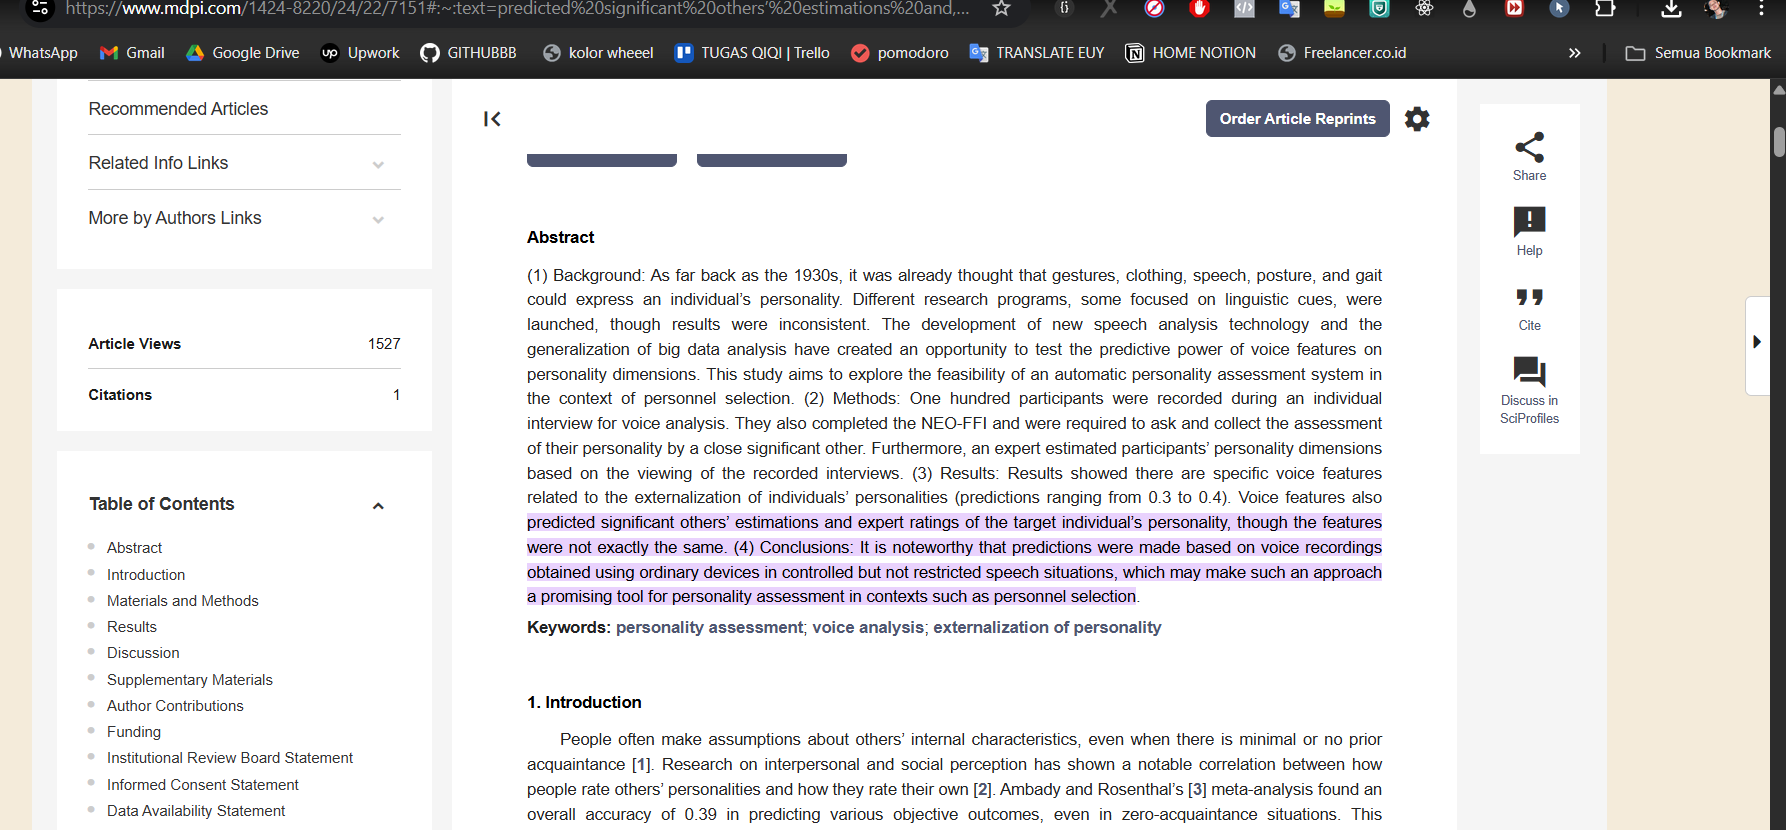 https://www.mdpi.com/1424-8220/24/22/7151#:~:text=predicted%20significant%20others'%20estimations%20and,...
WhatsApp
Gmail
Google Drive
up Upwork
GITHUBBB
kolor wheeel
TUGAS QIQI | Trello
pomodoro
TRANSLATE EUY
HOME NOTION
Freelancer.co.id
»
Semua Bookmark
Recommended Articles
Related Info Links
More by Authors Links
Article Views 1527
Citations 1
Table of Contents
Abstract
Introduction
Materials and Methods
Results
Discussion
Supplementary Materials
Author Contributions
Funding
Institutional Review Board Statement
Informed Consent Statement
Data Availability Statement
Order Article Reprints
Abstract
(1) Background: As far back as the 1930s, it was already thought that gestures, clothing, speech, posture, and gait
could express an individual's personality. Different research programs, some focused on linguistic cues, were
launched, though results were inconsistent. The development of new speech analysis technology and the
generalization of big data analysis have created an opportunity to test the predictive power of voice features on
personality dimensions. This study aims to explore the feasibility of an automatic personality assessment system in
the context of personnel selection. (2) Methods: One hundred participants were recorded during an individual
interview for voice analysis. They also completed the NEO-FFI and were required to ask and collect the assessment
of their personality by a close significant other. Furthermore, an expert estimated participants' personality dimensions
based on the viewing of the recorded interviews. (3) Results: Results showed there are specific voice features
related to the externalization of individuals' personalities (predictions ranging from 0.3 to 0.4). Voice features also
predicted significant others' estimations and expert ratings of the target individual's personality, though the features
were not exactly the same. (4) Conclusions: It is noteworthy that predictions were made based on voice recordings
obtained using ordinary devices in controlled but not restricted speech situations, which may make such an approach
a promising tool for personality assessment in contexts such as personnel selection.
Keywords: personality assessment; voice analysis; externalization of personality
1. Introduction
People often make assumptions about others' internal characteristics, even when there is minimal or no prior
acquaintance [1]. Research on interpersonal and social perception has shown a notable correlation between how
people rate others' personalities and how they rate their own [2]. Ambady and Rosenthal's [3] meta-analysis found an
overall accuracy of 0.39 in predicting various objective outcomes, even in zero-acquaintance situations. This
Share
Help
Cite
Discuss in
SciProfiles